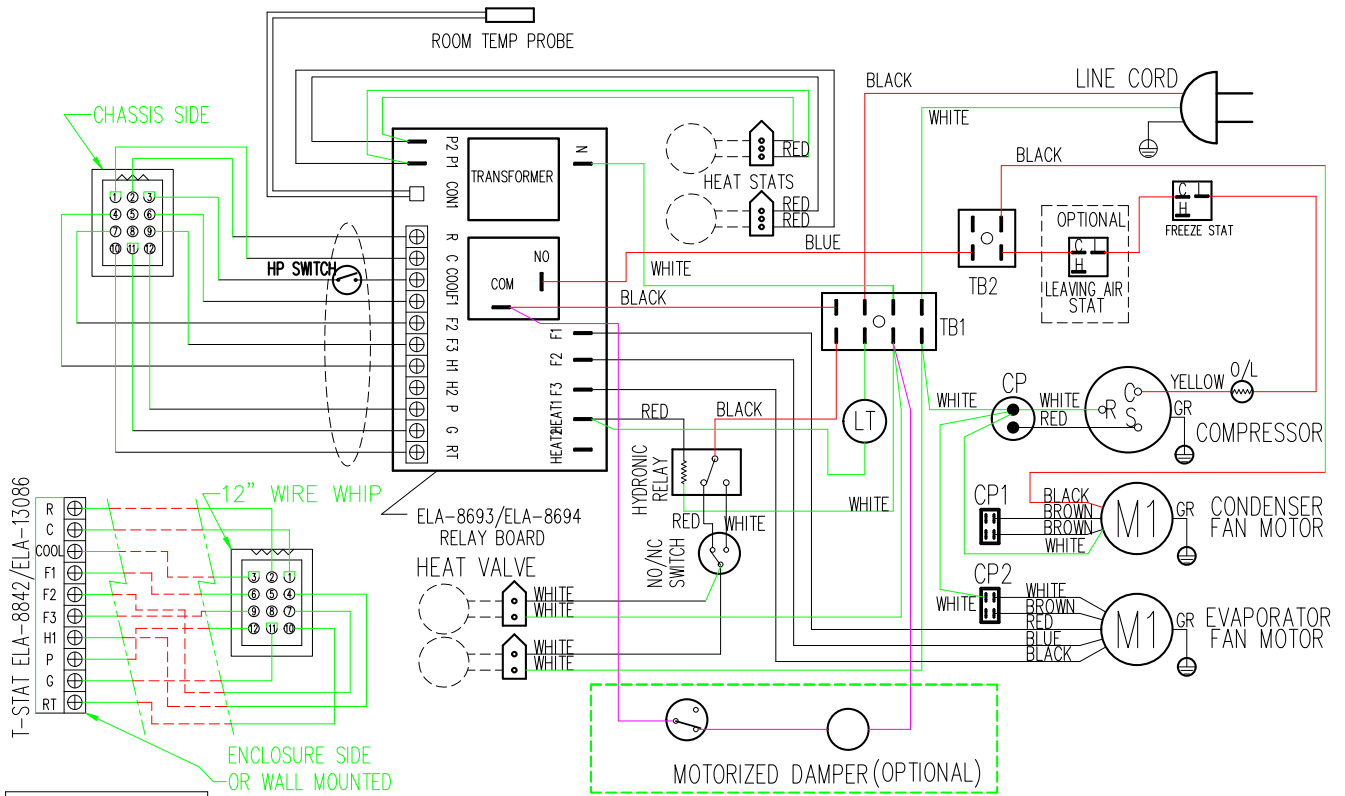 ROOM TEMP PROBE
BLACK
LINE CORD
WHITE
CHASSIS SIDE
RED
HEAT STATS
RED
RED
BLUE
BLACK
C
H
FREEZE STAT
OPTIONAL
C
H
LEAVING AIR
STAT
TB2
P2
P1
CON1
TRANSFORMER
N
1 2 3
4 5 6
7 8 9
10 11 12
HP SWITCH
R
C
COOL
F1
F2
F3
H1
H2
P
G
RT
COM
NO
WHITE
BLACK
TB1
F1
F2
F3
HEAT1
HEAT2
RED
BLACK
LT
WHITE
CP
WHITE
RED
R
C
S
YELLOW
O/L
GR
COMPRESSOR
HYDRONIC
RELAY
WHITE
RED
WHITE
NO/NC
SWITCH
ELA-8693/ELA-8694
RELAY BOARD
HEAT VALVE
WHITE
WHITE
WHITE
WHITE
CP1
BLACK
BROWN
BROWN
WHITE
M1
GR
CONDENSER
FAN MOTOR
CP2
WHITE
WHITE
BROWN
RED
BLUE
BLACK
M1
GR
EVAPORATOR
FAN MOTOR
T-STAT ELA-8842/ELA-13086
R
C
COOL
F1
F2
F3
H1
P
G
RT
12" WIRE WHIP
3 2 1
6 5 4
9 8 7
12 11 10
ENCLOSURE SIDE
OR WALL MOUNTED
MOTORIZED DAMPER(OPTIONAL)